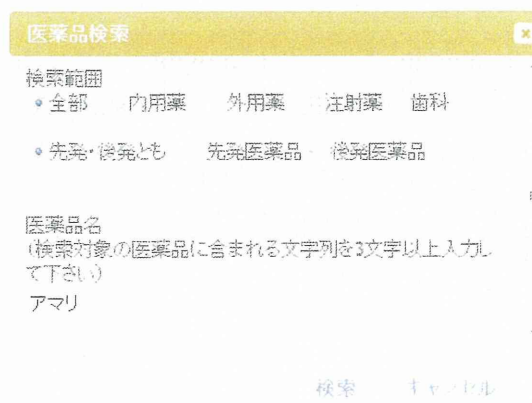 医薬品検索
検索範囲
全部 内用薬 外用薬 注射薬 歯科
先発・後発とも 先発医薬品 後発医薬品
医薬品名
(検索対象の医薬品に含まれる文字列を3文字以上入力し
て下さい)
アマリ
検索 キャンセル